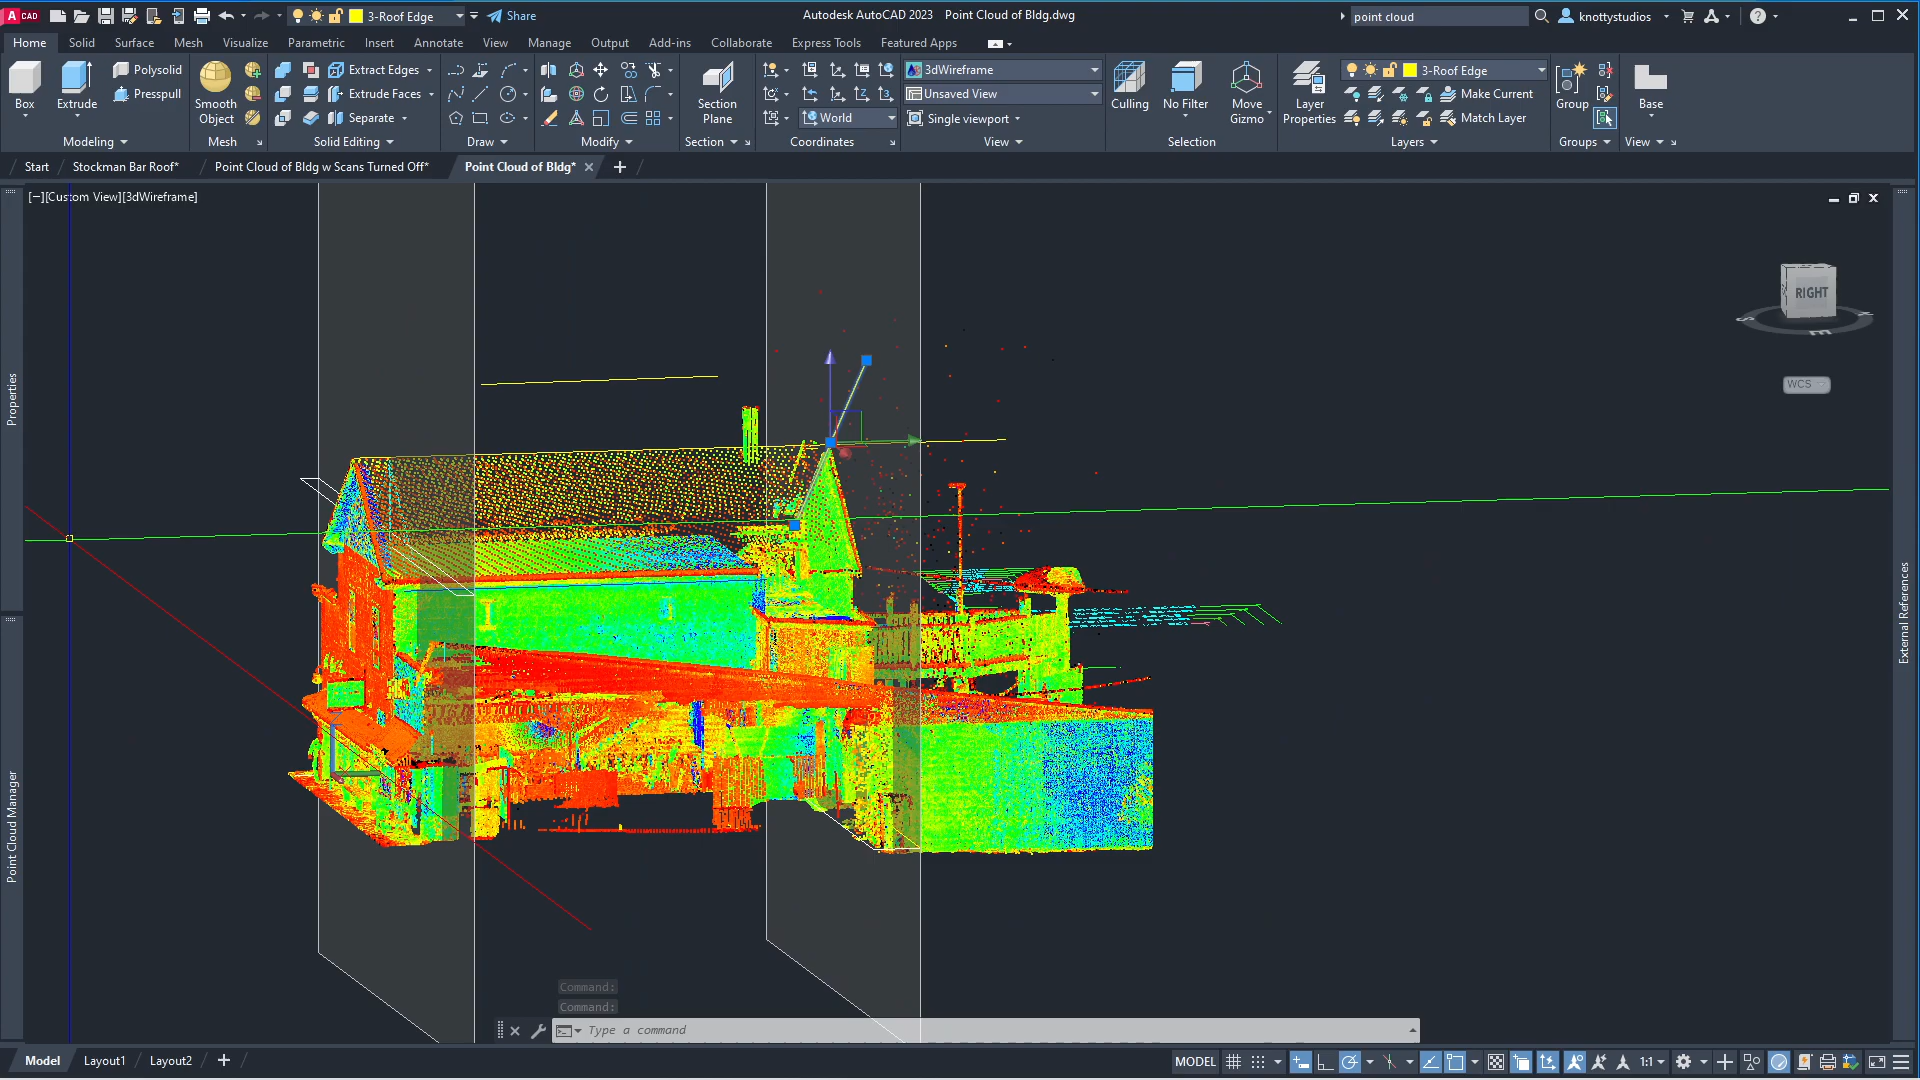 A CAD
3-Roof Edge
Share
Autodesk AutoCAD 2023 Point Cloud of Bldg.dwg
point cloud
knottystudios
Home Solid Surface Mesh Visualize Parametric Insert Annotate View Manage Output Add-ins Collaborate Express Tools Featured Apps
Box
Extrude
Polysolid
Presspull
Modeling
Smooth
Object
Mesh
Extract Edges
Extrude Faces
Separate
Solid Editing
Draw
Modify
Section
Plane
Section
World
Coordinates
3dWireframe
Unsaved View
Single viewport
View
Culling
No Filter
Move
Gizmo
Selection
Layer
Properties
3-Roof Edge
Make Current
Match Layer
Layers
Group
Groups
Base
View
Start
Stockman Bar Roof*
Point Cloud of Bldg w Scans Turned Off*
Point Cloud of Bldg*
[−][Custom View][3dWireframe]
Properties
Point Cloud Manager
RIGHT
S
E
WCS
External References
Command:
Command:
Type a command
Model
Layout1
Layout2
MODEL
1:1